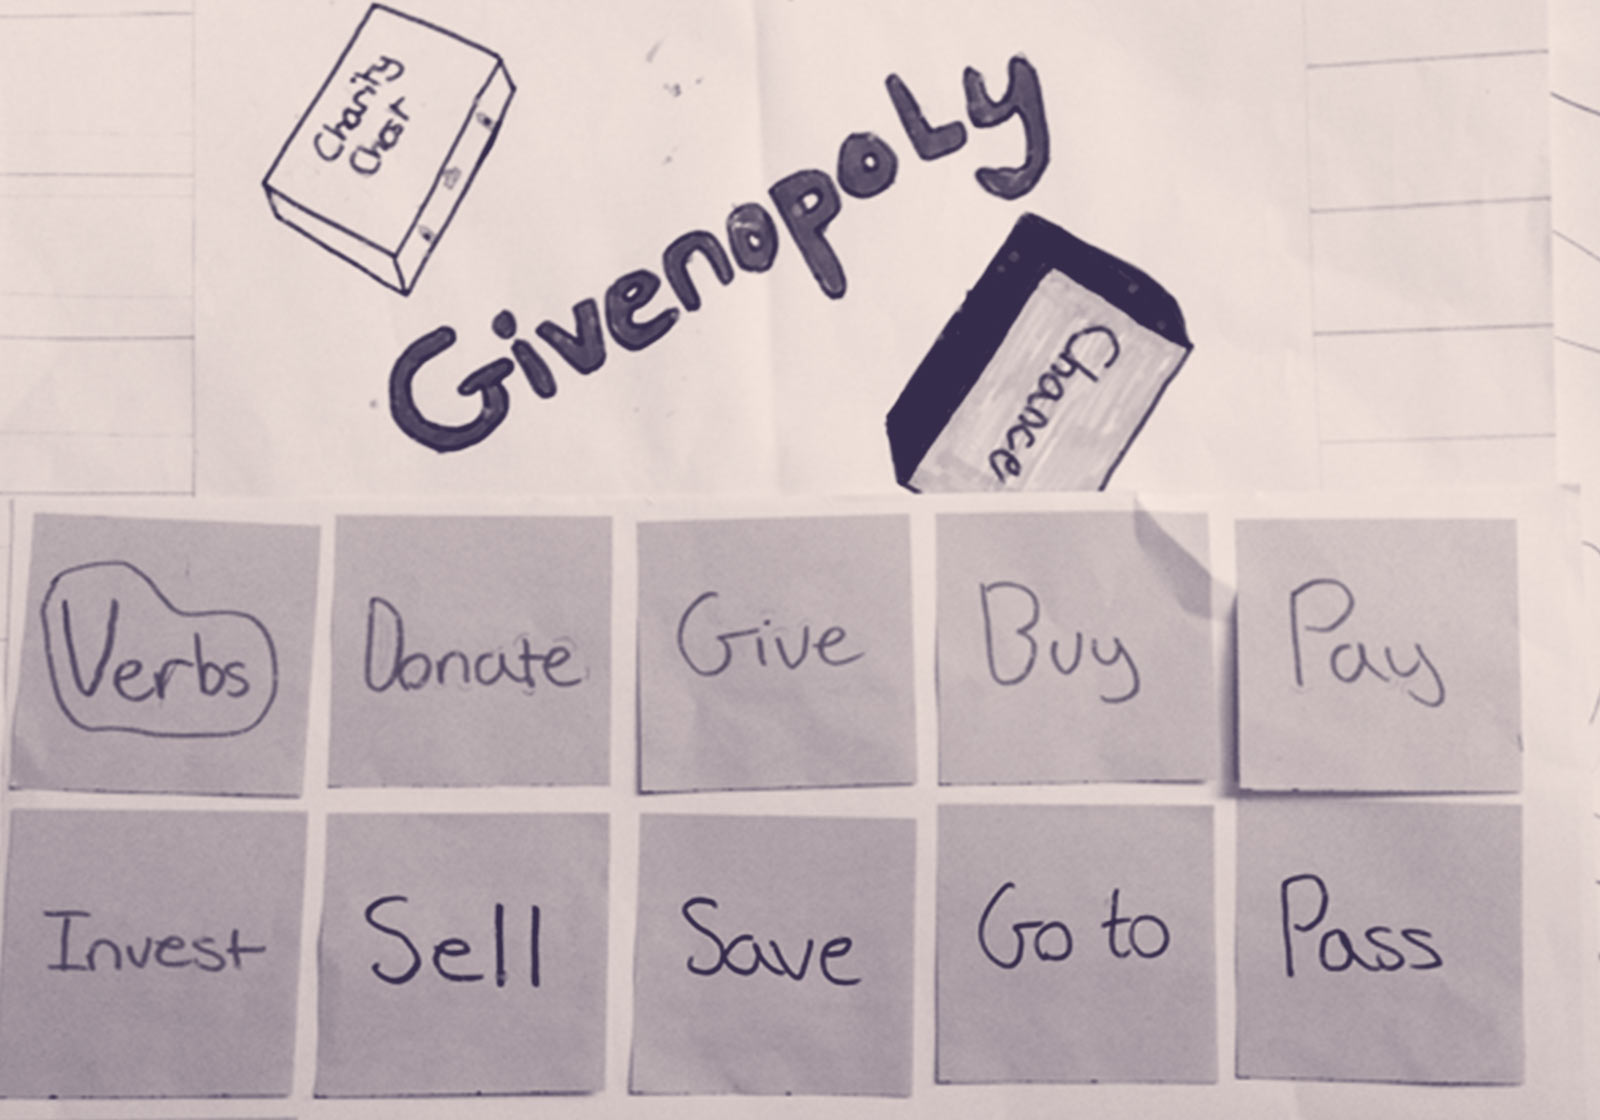 Charity
Chest
Givenopoly
Chance
Verbs
Donate
Give
Buy
Pay
Invest
Sell
Save
Go to
Pass